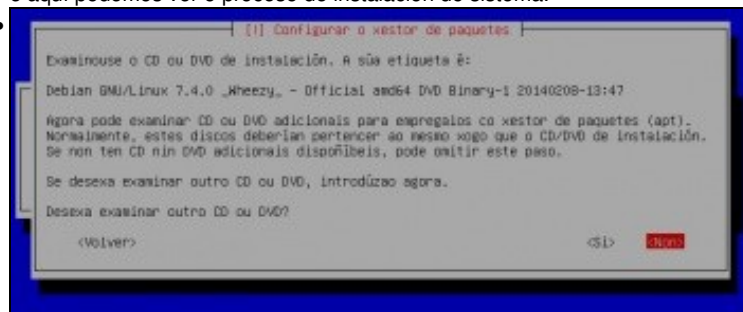 e aquí podemos ver o proceso de instalación do sistema:
[!] Configurar o xestor de paquetes
Examinouse o CD ou DVD de instalación. A súa etiqueta é:
Debian GNU/Linux 7.4.0 _Wheezy_ - Official amd64 DVD Binary-1 20140208-13:47
Agora pode examinar CD ou DVD adicionais para empregalos co xestor de paquetes (apt).
Normalmente, estes discos deberían pertencer ao mesmo xogo que o CD/DVD de instalación.
Se non ten CD nin DVD adicionais dispoñíbeis, pode omitir este paso.
Se desexa examinar outro CD ou DVD, introdúzao agora.
Desexa examinar outro CD ou DVD?
<Volver> <Si> <Non>